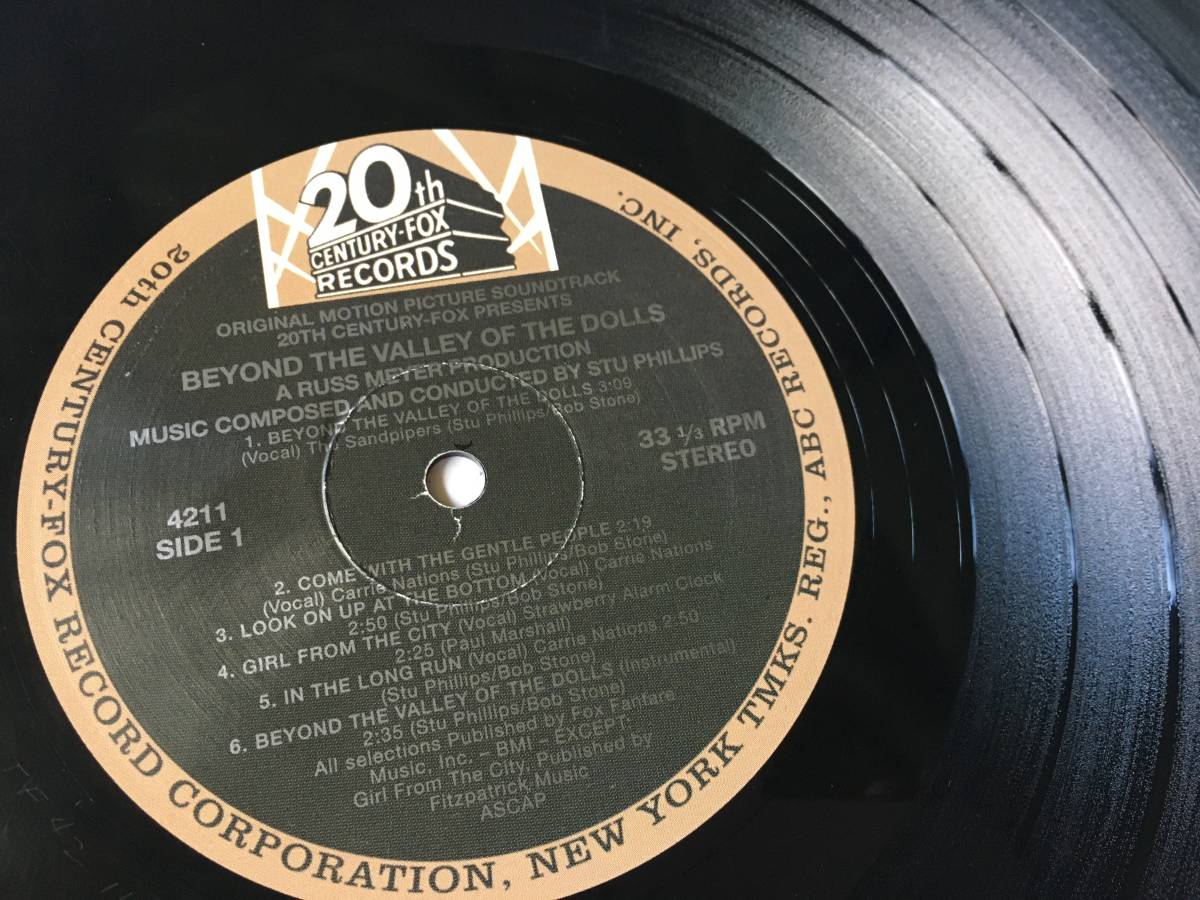 20th
CENTURY-FOX
RECORDS
ORIGINAL MOTION PICTURE SOUNDTRACK
20TH CENTURY-FOX PRESENTS
BEYOND THE VALLEY OF THE DOLLS
A RUSS MEYER PRODUCTION
MUSIC COMPOSED AND CONDUCTED BY STU PHILLIPS
1. BEYOND THE VALLEY OF THE DOLLS 3:09
(Vocal) The Sandpipers (Stu Phillips/Bob Stone)
33 1/3 RPM
STEREO
4211
SIDE 1
2. COME WITH THE GENTLE PEOPLE 2:19
(Vocal) Carrie Nations (Stu Phillips/Bob Stone)
3. LOOK ON UP AT THE BOTTOM (Vocal) Carrie Nations
2:50 (Stu Phillips/Bob Stone)
4. GIRL FROM THE CITY (Vocal) Strawberry Alarm Clock
2:25 (Paul Marshall)
5. IN THE LONG RUN (Vocal) Carrie Nations 2:50
(Stu Phillips/Bob Stone)
6. BEYOND THE VALLEY OF THE DOLLS (Instrumental)
2:35 (Stu Phillips/Bob Stone)
All selections Published by Fox Fanfare
Music, Inc. - BMI - EXCEPT:
Girl From The City, Published by
Fitzpatrick Music
ASCAP
20th CENTURY-FOX RECORD CORPORATION, NEW YORK TMKS. REG., ABC RECORDS, INC.